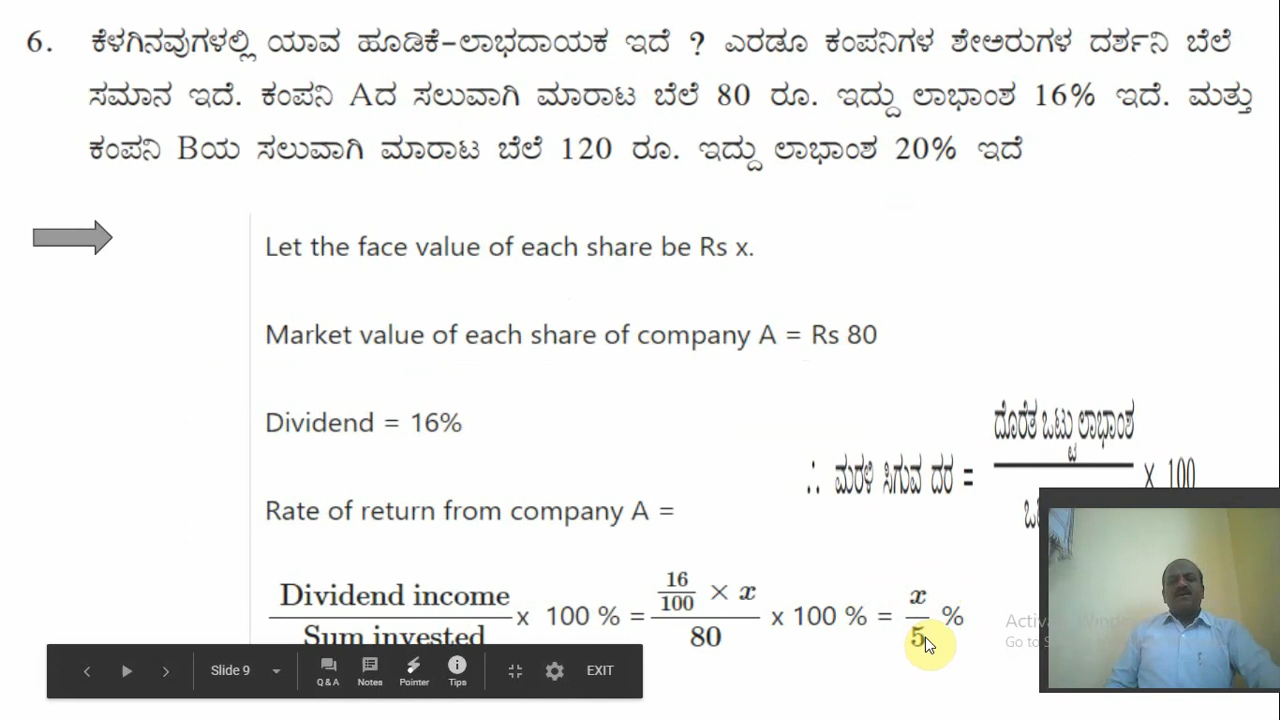 6. ಕೆಳಗಿನವುಗಳಲ್ಲಿ ಯಾವ ಹೂಡಿಕೆ-ಲಾಭದಾಯಕ ಇದೆ ? ಎರಡೂ ಕಂಪನಿಗಳ ಶೇಅರುಗಳ ದರ್ಶನಿ ಬೆಲೆ
ಸಮಾನ ಇದೆ. ಕಂಪನಿ Aದ ಸಲುವಾಗಿ ಮಾರಾಟ ಬೆಲೆ 80 ರೂ. ಇದ್ದು ಲಾಭಾಂಶ 16% ಇದೆ. ಮತ್ತು
ಕಂಪನಿ Bಯ ಸಲುವಾಗಿ ಮಾರಾಟ ಬೆಲೆ 120 ರೂ. ಇದ್ದು ಲಾಭಾಂಶ 20% ಇದೆ
Let the face value of each share be Rs x.
Market value of each share of company A = Rs 80
Dividend = 16%
ದೊರೆತ ಒಟ್ಟು ಲಾಭಾಂಶ
∴ ಮರಳಿ ಸಿಗುವ ದರ = × 100
Rate of return from company A =
Dividend income 16 x
x 100 % = 100 × x x 100 % = %
Sum invested 80 5
Slide 9 Q & A Notes Pointer Tips EXIT